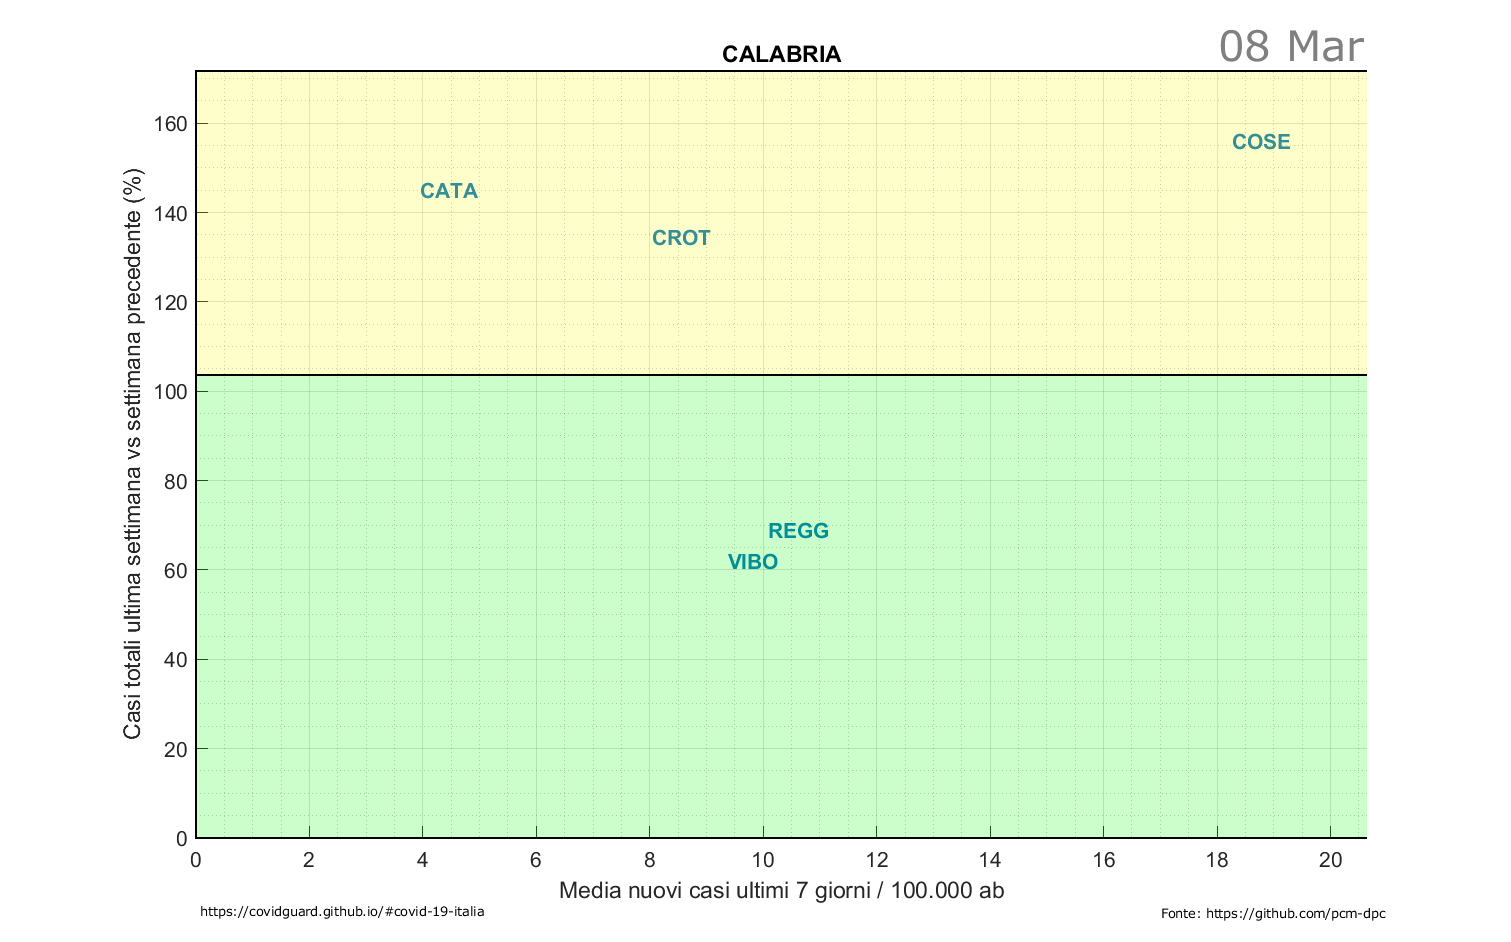 08 Mar
CALABRIA
160
140
120
100
80
60
40
20
0
Casi totali ultima settimana vs settimana precedente (%)
COSE
CATA
CROT
REGG
VIBO
0 2 4 6 8 10 12 14 16 18 20
Media nuovi casi ultimi 7 giorni / 100.000 ab
https://covidguard.github.io/#covid-19-italia
Fonte: https://github.com/pcm-dpc